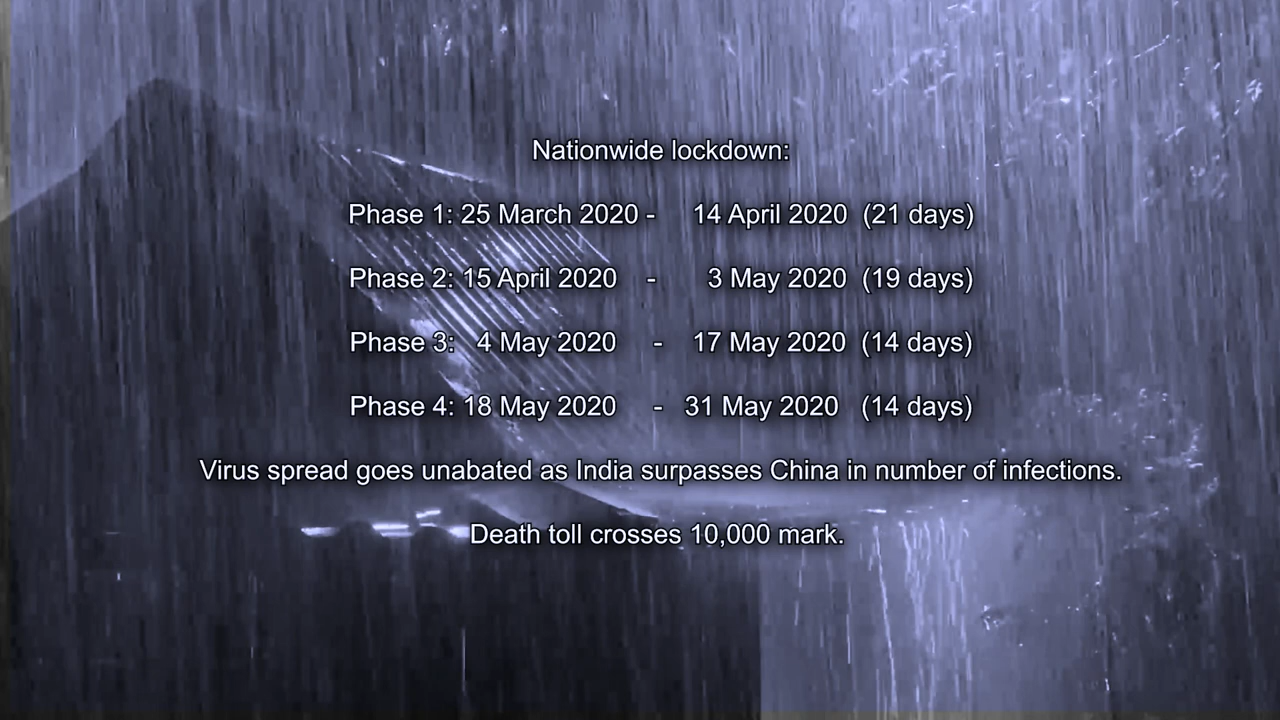 Nationwide lockdown:
Phase 1: 25 March 2020 - 14 April 2020 (21 days)
Phase 2: 15 April 2020 - 3 May 2020 (19 days)
Phase 3: 4 May 2020 - 17 May 2020 (14 days)
Phase 4: 18 May 2020 - 31 May 2020 (14 days)
Virus spread goes unabated as India surpasses China in number of infections.
Death toll crosses 10,000 mark.